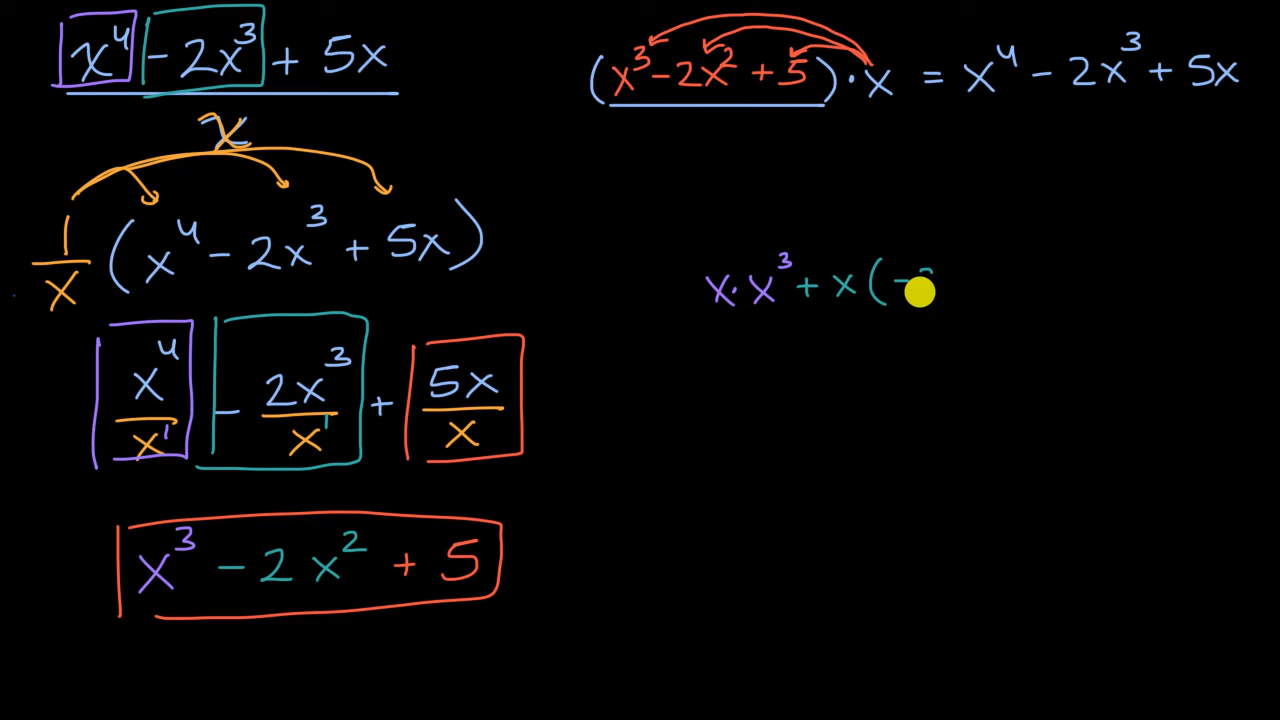 x⁴ - 2x³ + 5x
x
(x³ - 2x² + 5) · x = x⁴ - 2x³ + 5x
1/x (x⁴ - 2x³ + 5x)
x · x³ + x(-
x⁴/x¹ - 2x³/x¹ + 5x/x
x³ - 2x² + 5